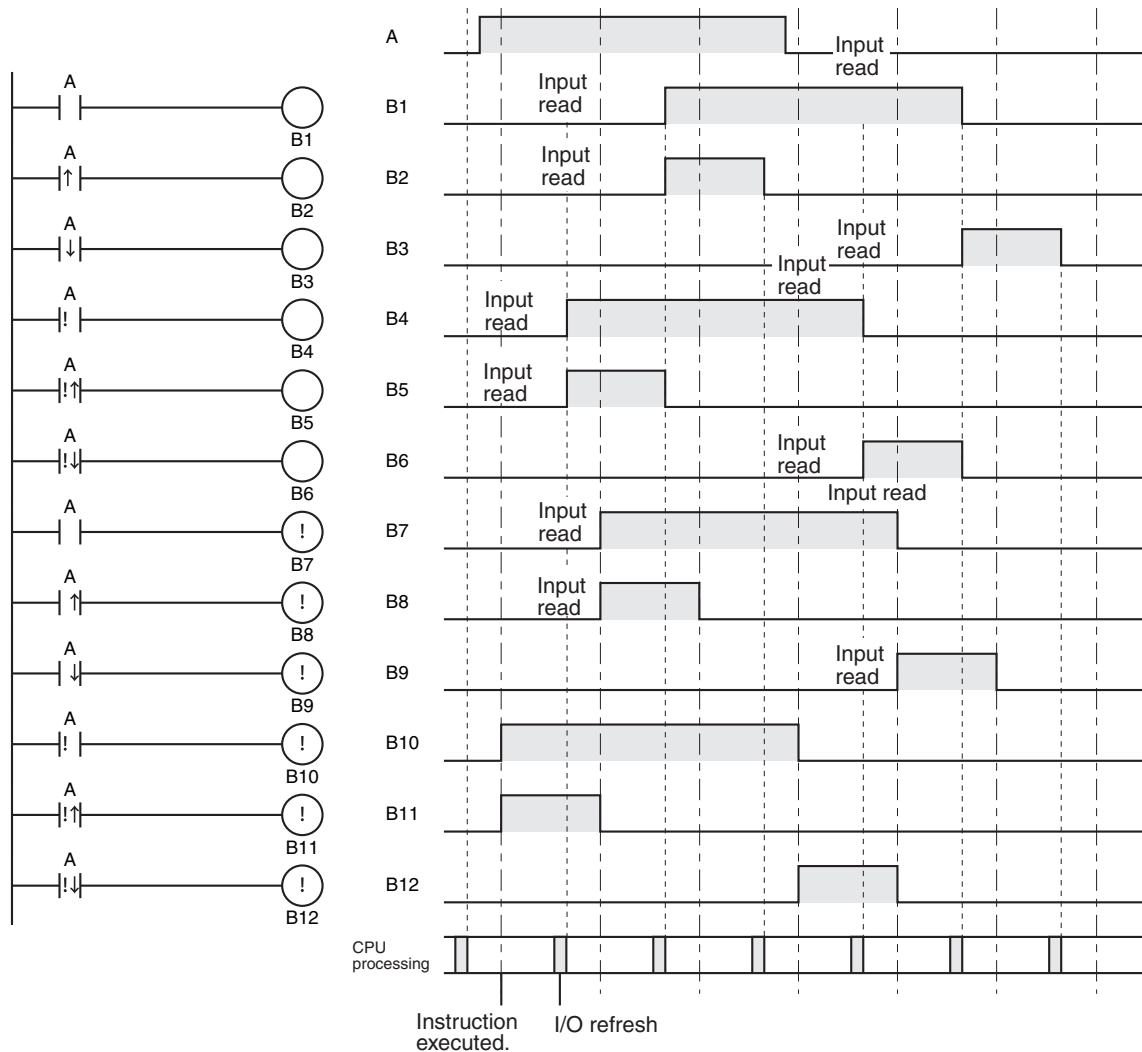 A
Input
read
A
B1
Input
read
B1
A
↑
B2
Input
read
B2
A
↓
B3
Input
read
B3
A
!
B4
Input
read
Input
read
B4
A
!↑
B5
Input
read
B5
A
!↓
B6
Input
read
B6
Input read
A
!
B7
Input
read
B7
A
↑
!
B8
Input
read
B8
A
↓
!
B9
Input
read
B9
A
!
!
B10
B10
A
!↑
!
B11
B11
A
!↓
!
B12
B12
CPU
processing
Instruction
executed.
I/O refresh